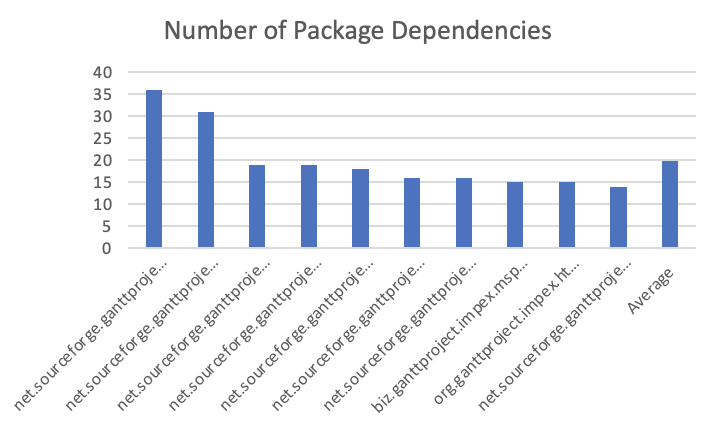 Number of Package Dependencies
40
35
30
25
20
15
10
5
0
net.sourceforge.ganttproje...
net.sourceforge.ganttproje...
net.sourceforge.ganttproje...
net.sourceforge.ganttproje...
net.sourceforge.ganttproje...
net.sourceforge.ganttproje...
net.sourceforge.ganttproje...
biz.ganttproject.impex.msp...
org.ganttproject.impex.ht...
net.sourceforge.ganttproje...
Average